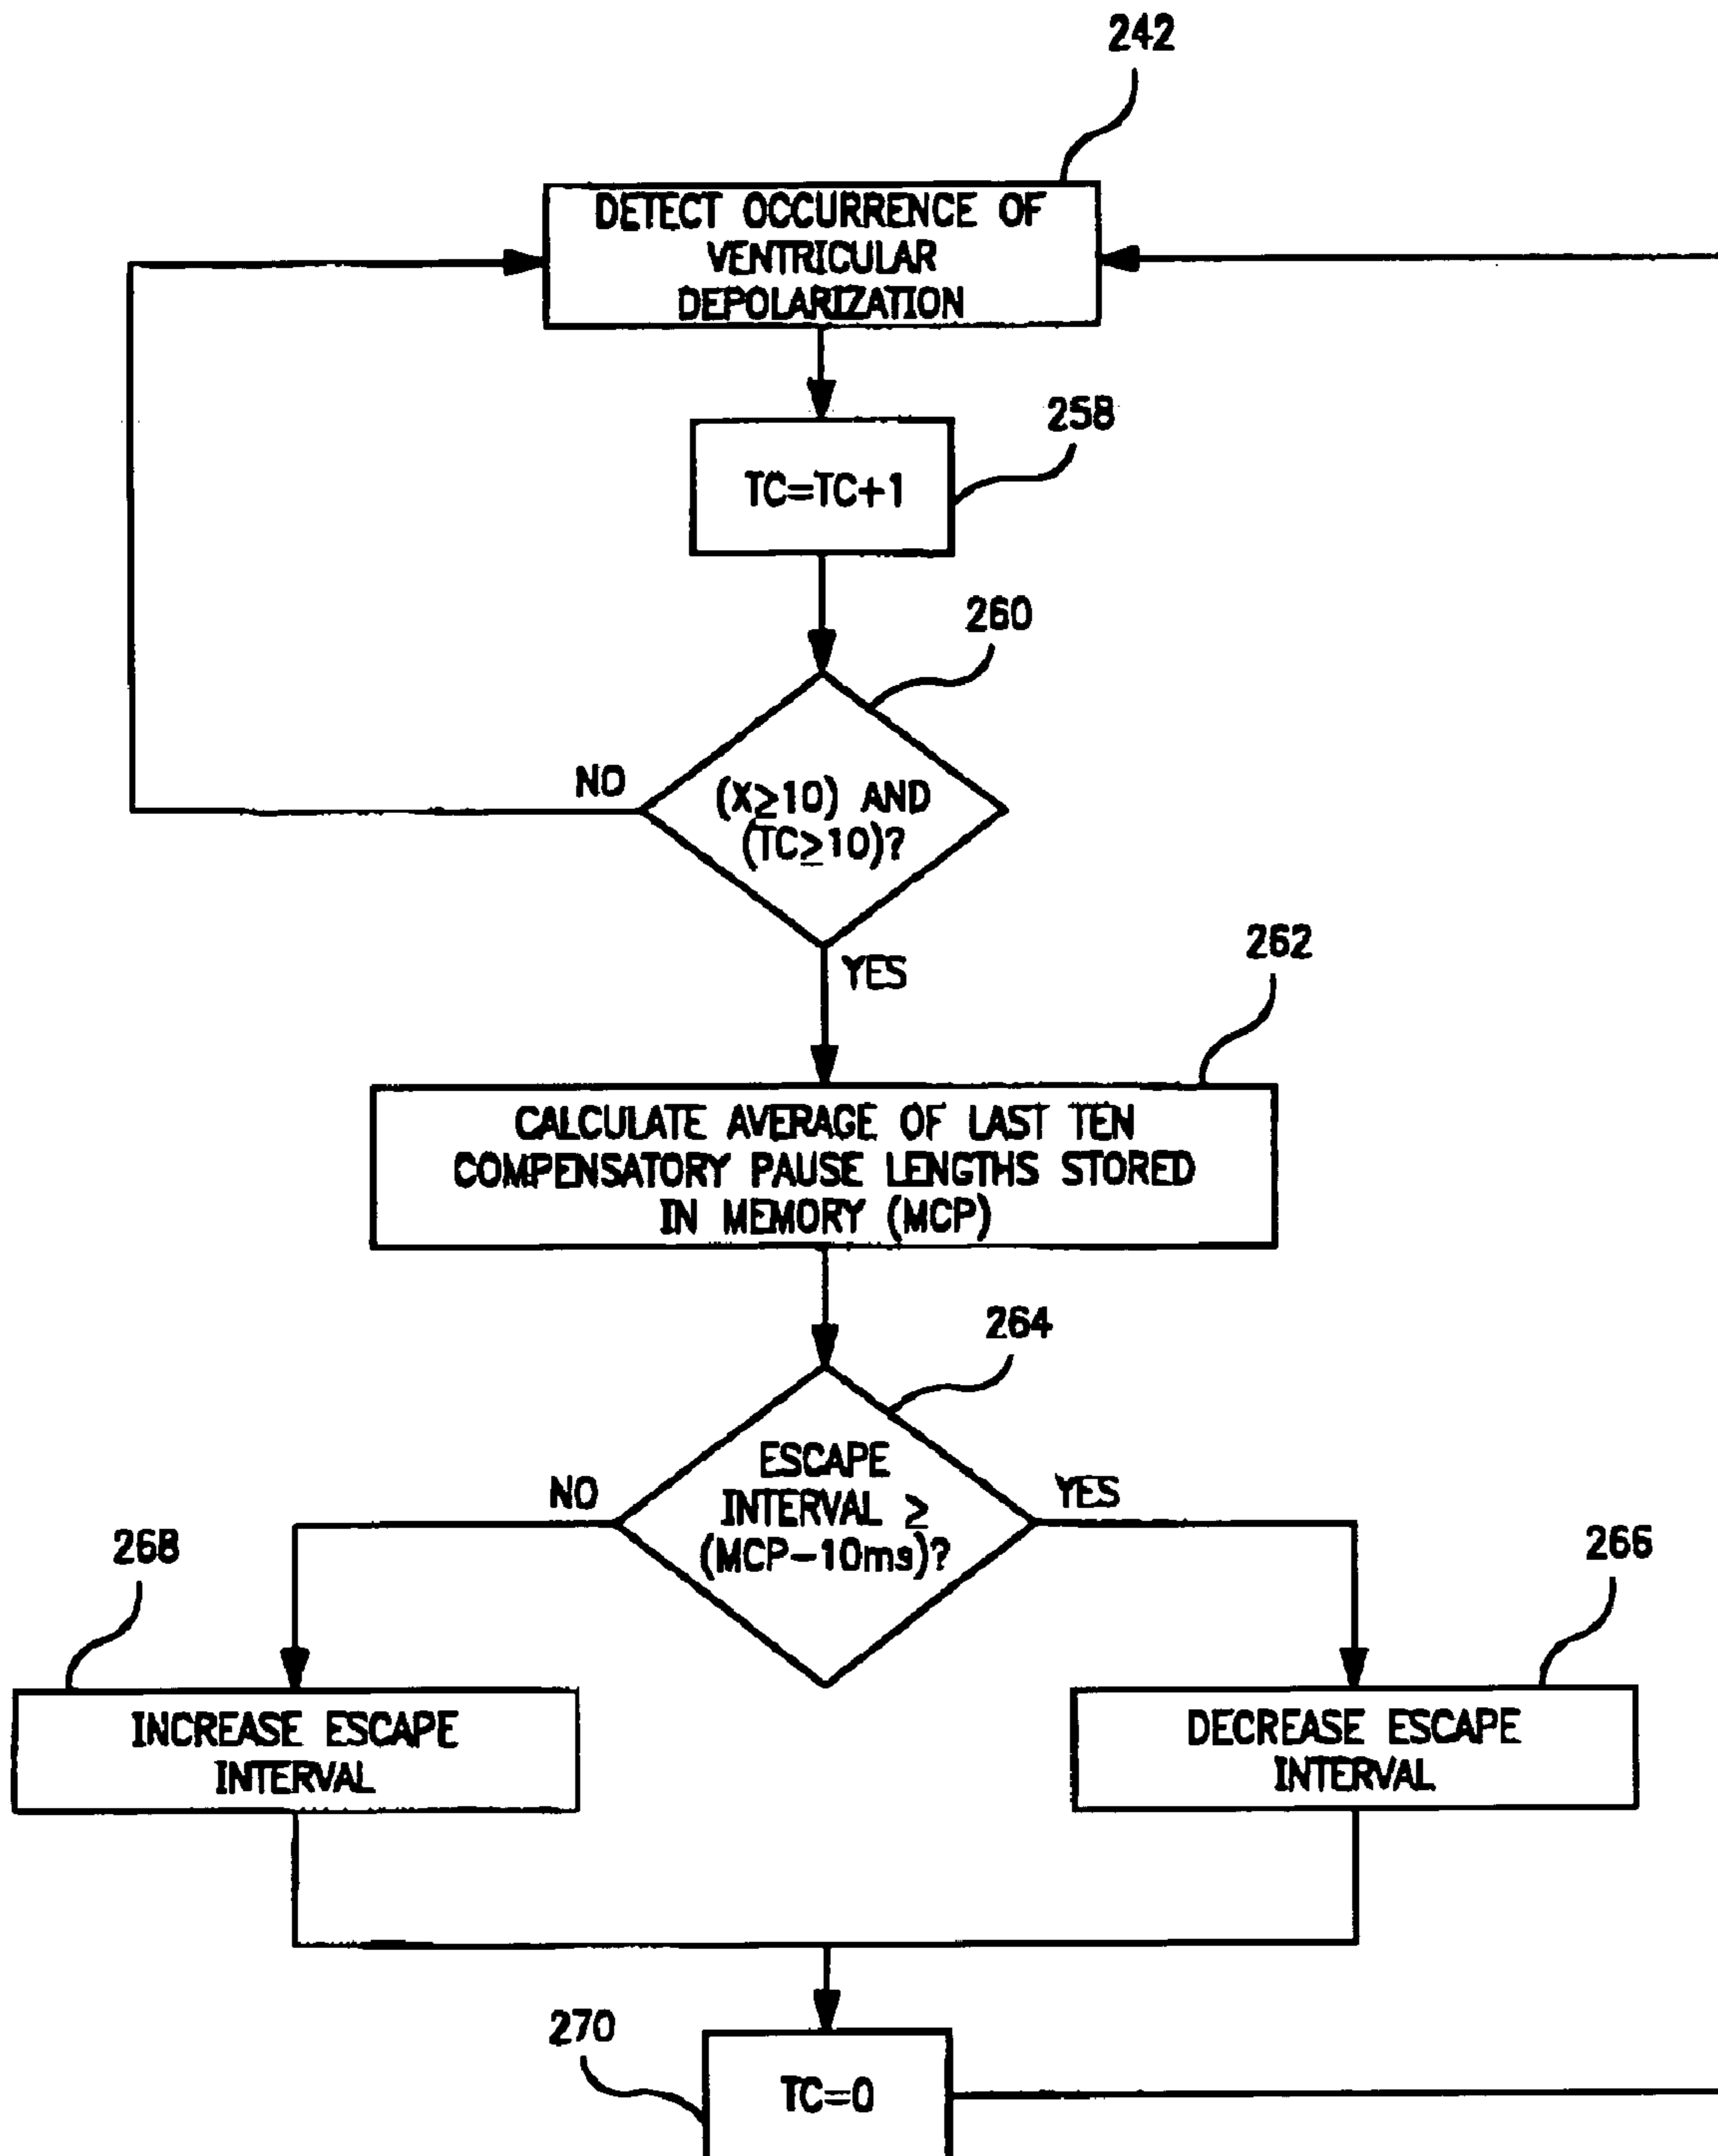 242
DETECT OCCURRENCE OF
VENTRICULAR
DEPOLARIZATION
258
TC=TC+1
260
NO
(X≥10) AND
(TC≥10)?
YES
262
CALCULATE AVERAGE OF LAST TEN
COMPENSATORY PAUSE LENGTHS STORED
IN MEMORY (MCP)
264
ESCAPE
INTERVAL ≥
(MCP-10ms)?
NO
YES
268
266
INCREASE ESCAPE
INTERVAL
DECREASE ESCAPE
INTERVAL
270
TC=0